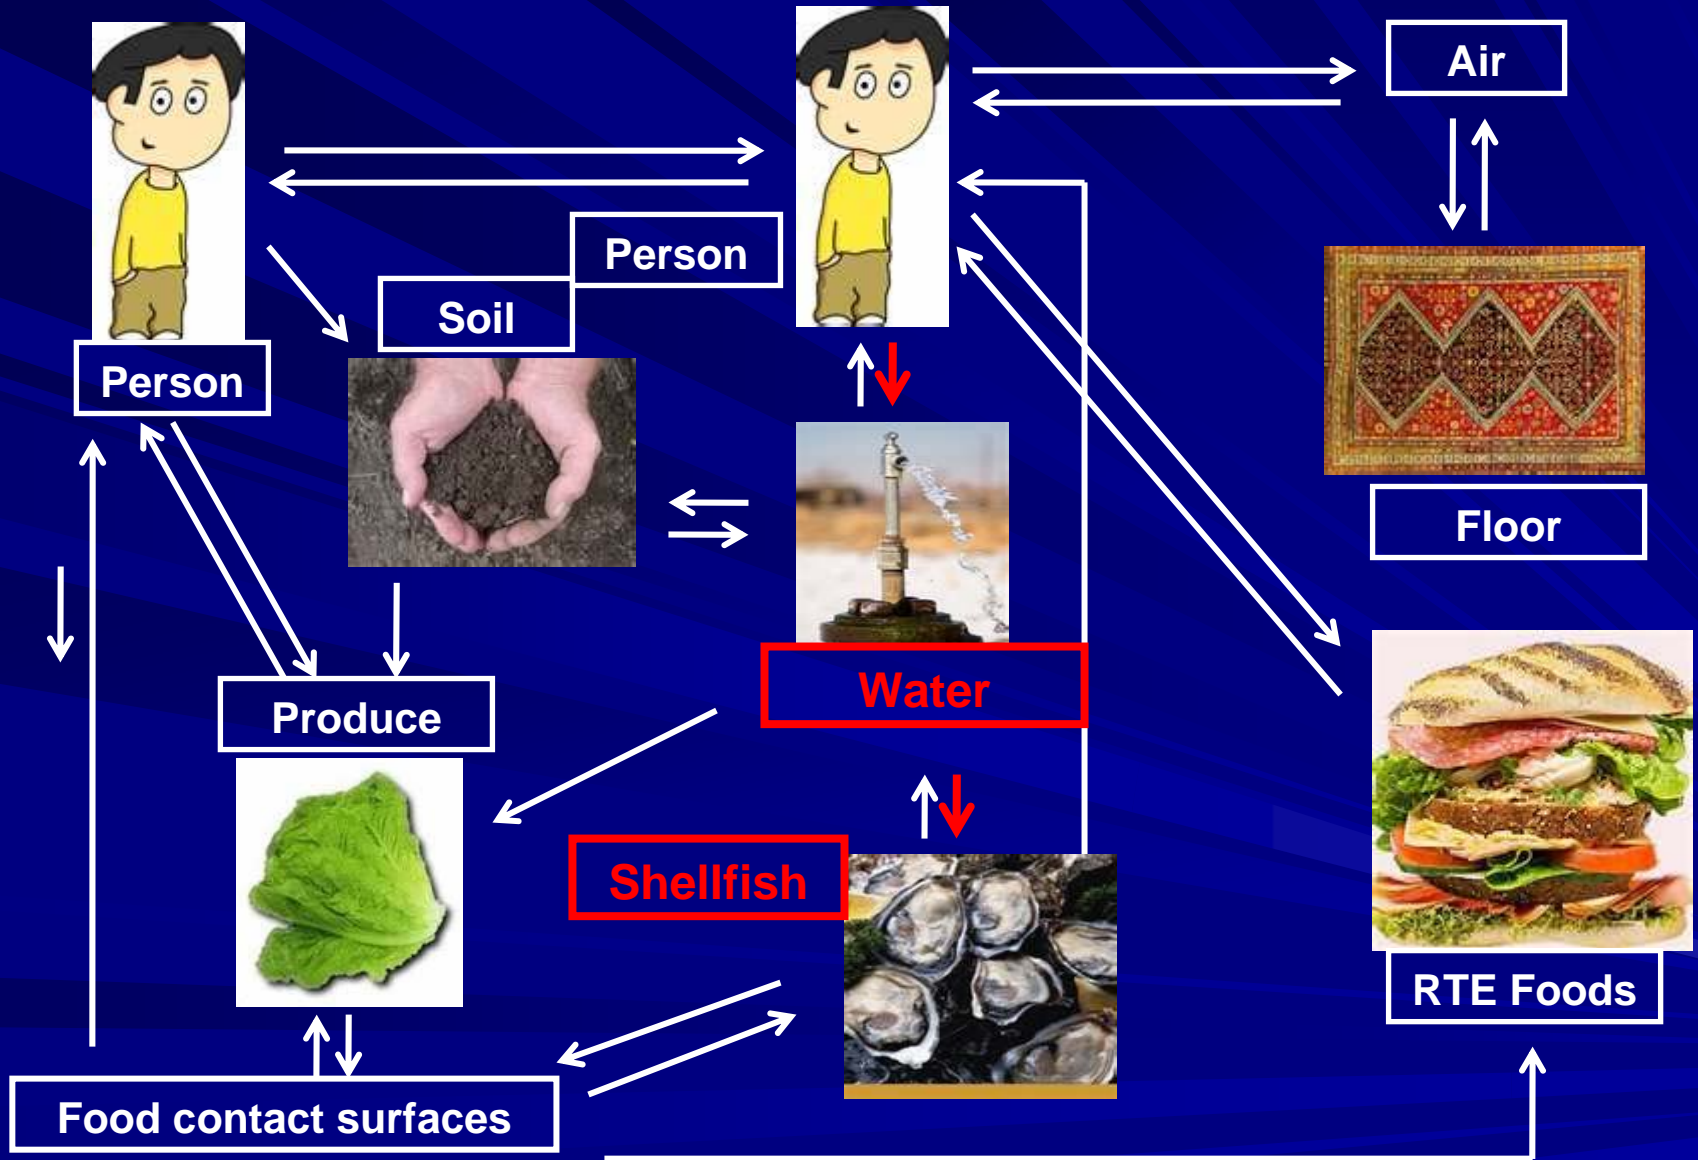 Air
Person
Soil
Person
Floor
Water
Produce
Shellfish
RTE Foods
Food contact surfaces